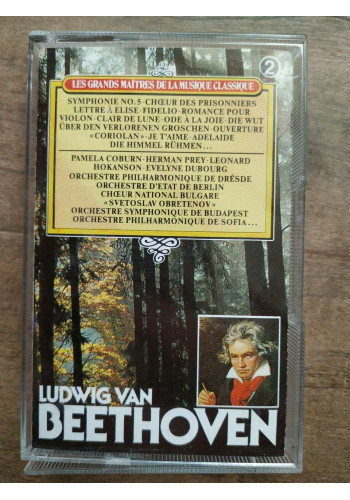 LES GRANDS MAÎTRES DE LA MUSIQUE CLASSIQUE
2
SYMPHONIE NO. 5 · CHŒUR DES PRISONNIERS
LETTRE À ELISE · FIDELIO · ROMANCE POUR
VIOLON · CLAIR DE LUNE · ODE À LA JOIE · DIE WUT
ÜBER DEN VERLORENEN GROSCHEN · OUVERTURE
«CORIOLAN» · JE T'AIME · ADELAIDE
DIE HIMMEL RÜHMEN...
PAMELA COBURN · HERMAN PREY · LEONARD
HOKANSON · EVELYNE DUBOURG
ORCHESTRE PHILHARMONIQUE DE DRÉSDE
ORCHESTRE D'ETAT DE BERLIN
CHŒUR NATIONAL BULGARE
«SVETOSLAV OBRETENOV»
ORCHESTRE SYMPHONIQUE DE BUDAPEST
ORCHESTRE PHILHARMONIQUE DE SOFIA...
LUDWIG VAN
BEETHOVEN